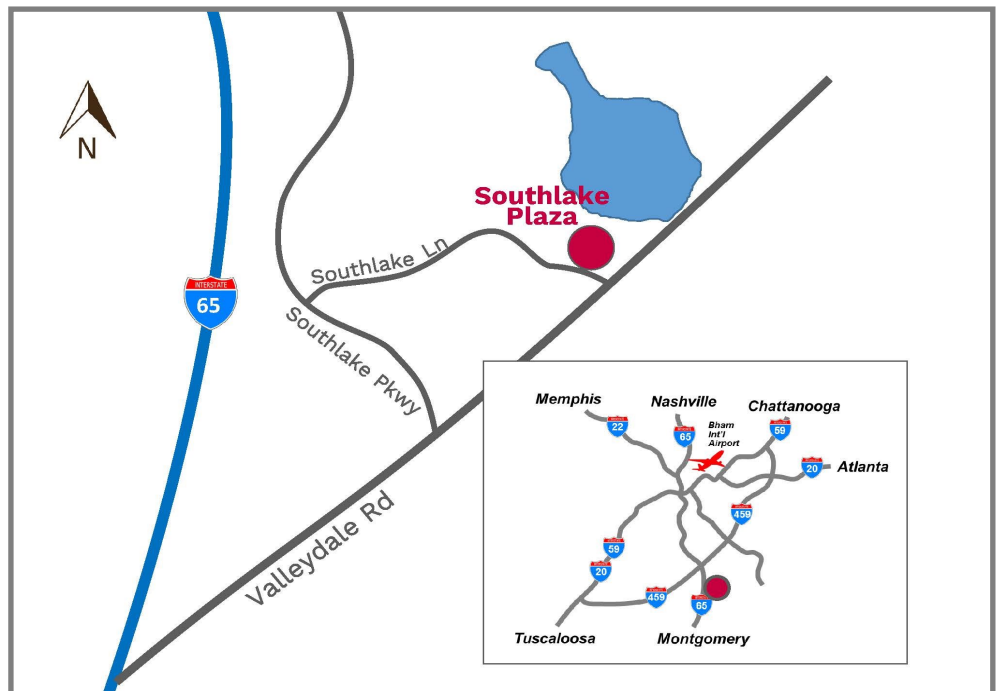 N
INTERSTATE
65
Southlake
Plaza
Southlake Ln
Southlake Pkwy
Valleydale Rd
Memphis
Nashville
Chattanooga
22
65
Bham
Int'l
Airport
59
20
Atlanta
459
59
20
459
65
Tuscaloosa
Montgomery